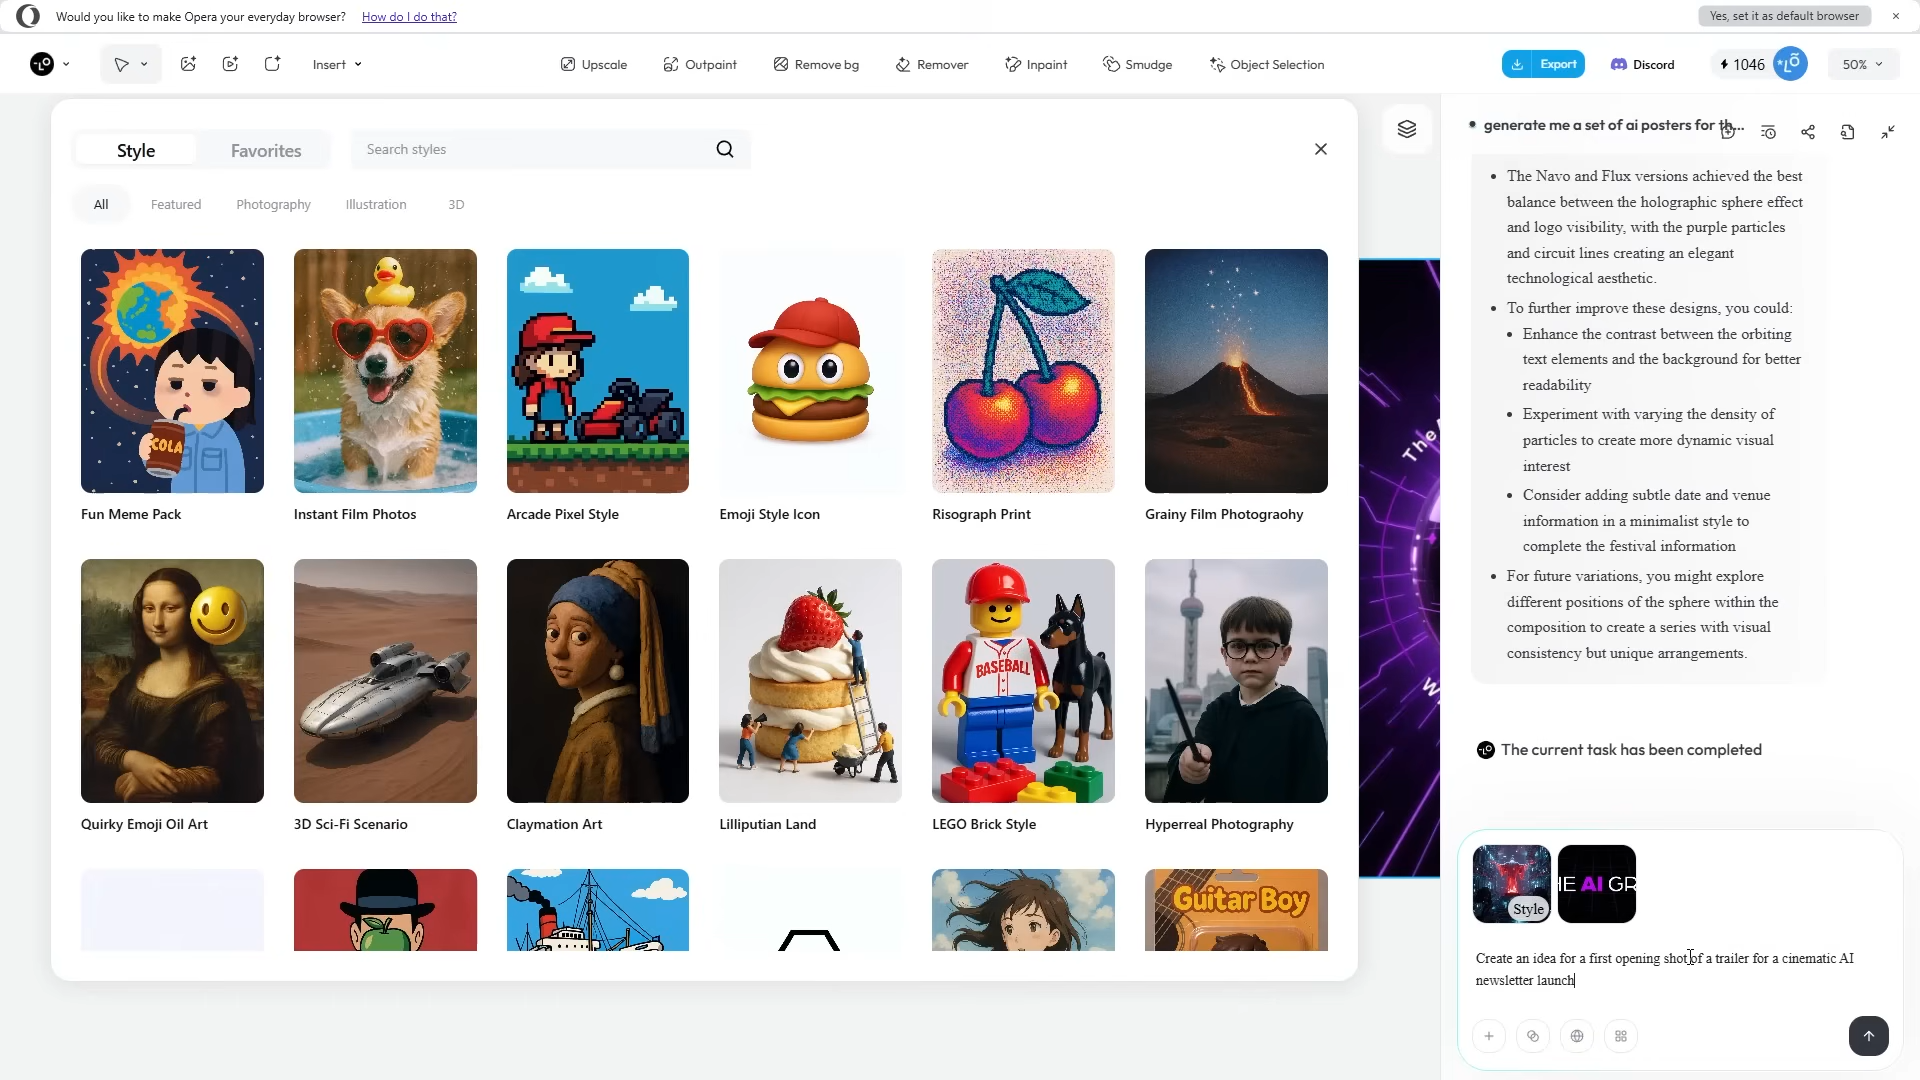 Would you like to make Opera your everyday browser? How do I do that?
Yes, set it as default browser
Insert
Upscale
Outpaint
Remove bg
Remover
Inpaint
Smudge
Object Selection
Export
Discord
1046
50%
Style
Favorites
Search styles
All
Featured
Photography
Illustration
3D
COLA
Fun Meme Pack
Instant Film Photos
Arcade Pixel Style
Emoji Style Icon
Risograph Print
Grainy Film Photograohy
BASEBALL
Quirky Emoji Oil Art
3D Sci-Fi Scenario
Claymation Art
Lilliputian Land
LEGO Brick Style
Hyperreal Photography
Guitar Boy
The
generate me a set of ai posters for th...
The Navo and Flux versions achieved the best
balance between the holographic sphere effect
and logo visibility, with the purple particles
and circuit lines creating an elegant
technological aesthetic.
To further improve these designs, you could:
Enhance the contrast between the orbiting
text elements and the background for better
readability
Experiment with varying the density of
particles to create more dynamic visual
interest
Consider adding subtle date and venue
information in a minimalist style to
complete the festival information
For future variations, you might explore
different positions of the sphere within the
composition to create a series with visual
consistency but unique arrangements.
The current task has been completed
Style
HE AI GR
Create an idea for a first opening shot of a trailer for a cinematic AI
newsletter launch